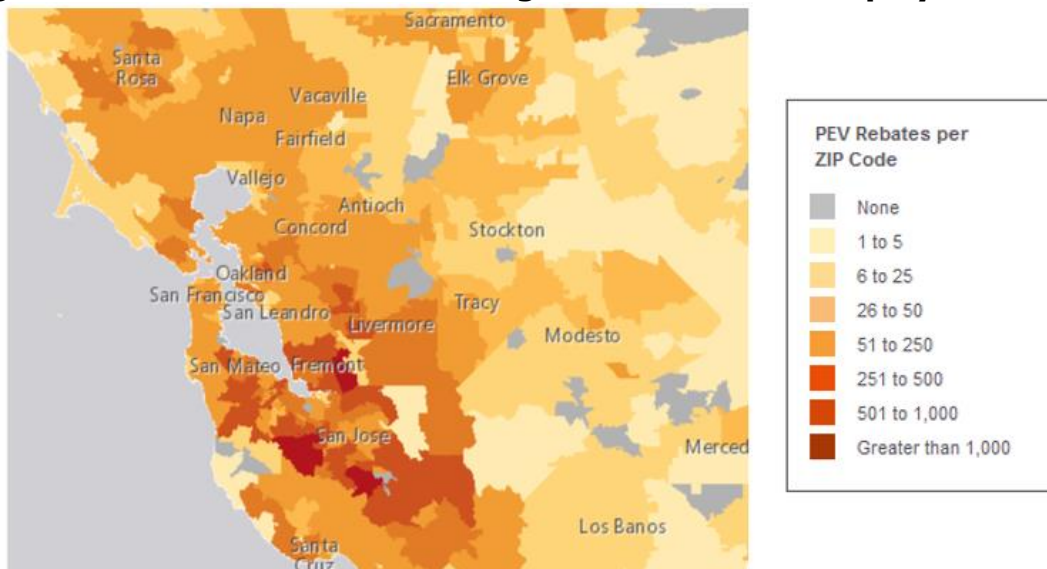 Sacramento
Santa
Rosa
Elk Grove
Vacaville
Napa
Fairfield
Vallejo
Antioch
Concord
Stockton
Oakland
San Francisco
San Leandro
Tracy
Livermore
Modesto
San Mateo
Fremont
San Jose
Merced
Los Banos
Santa
Cruz
PEV Rebates per
ZIP Code
None
1 to 5
6 to 25
26 to 50
51 to 250
251 to 500
501 to 1,000
Greater than 1,000